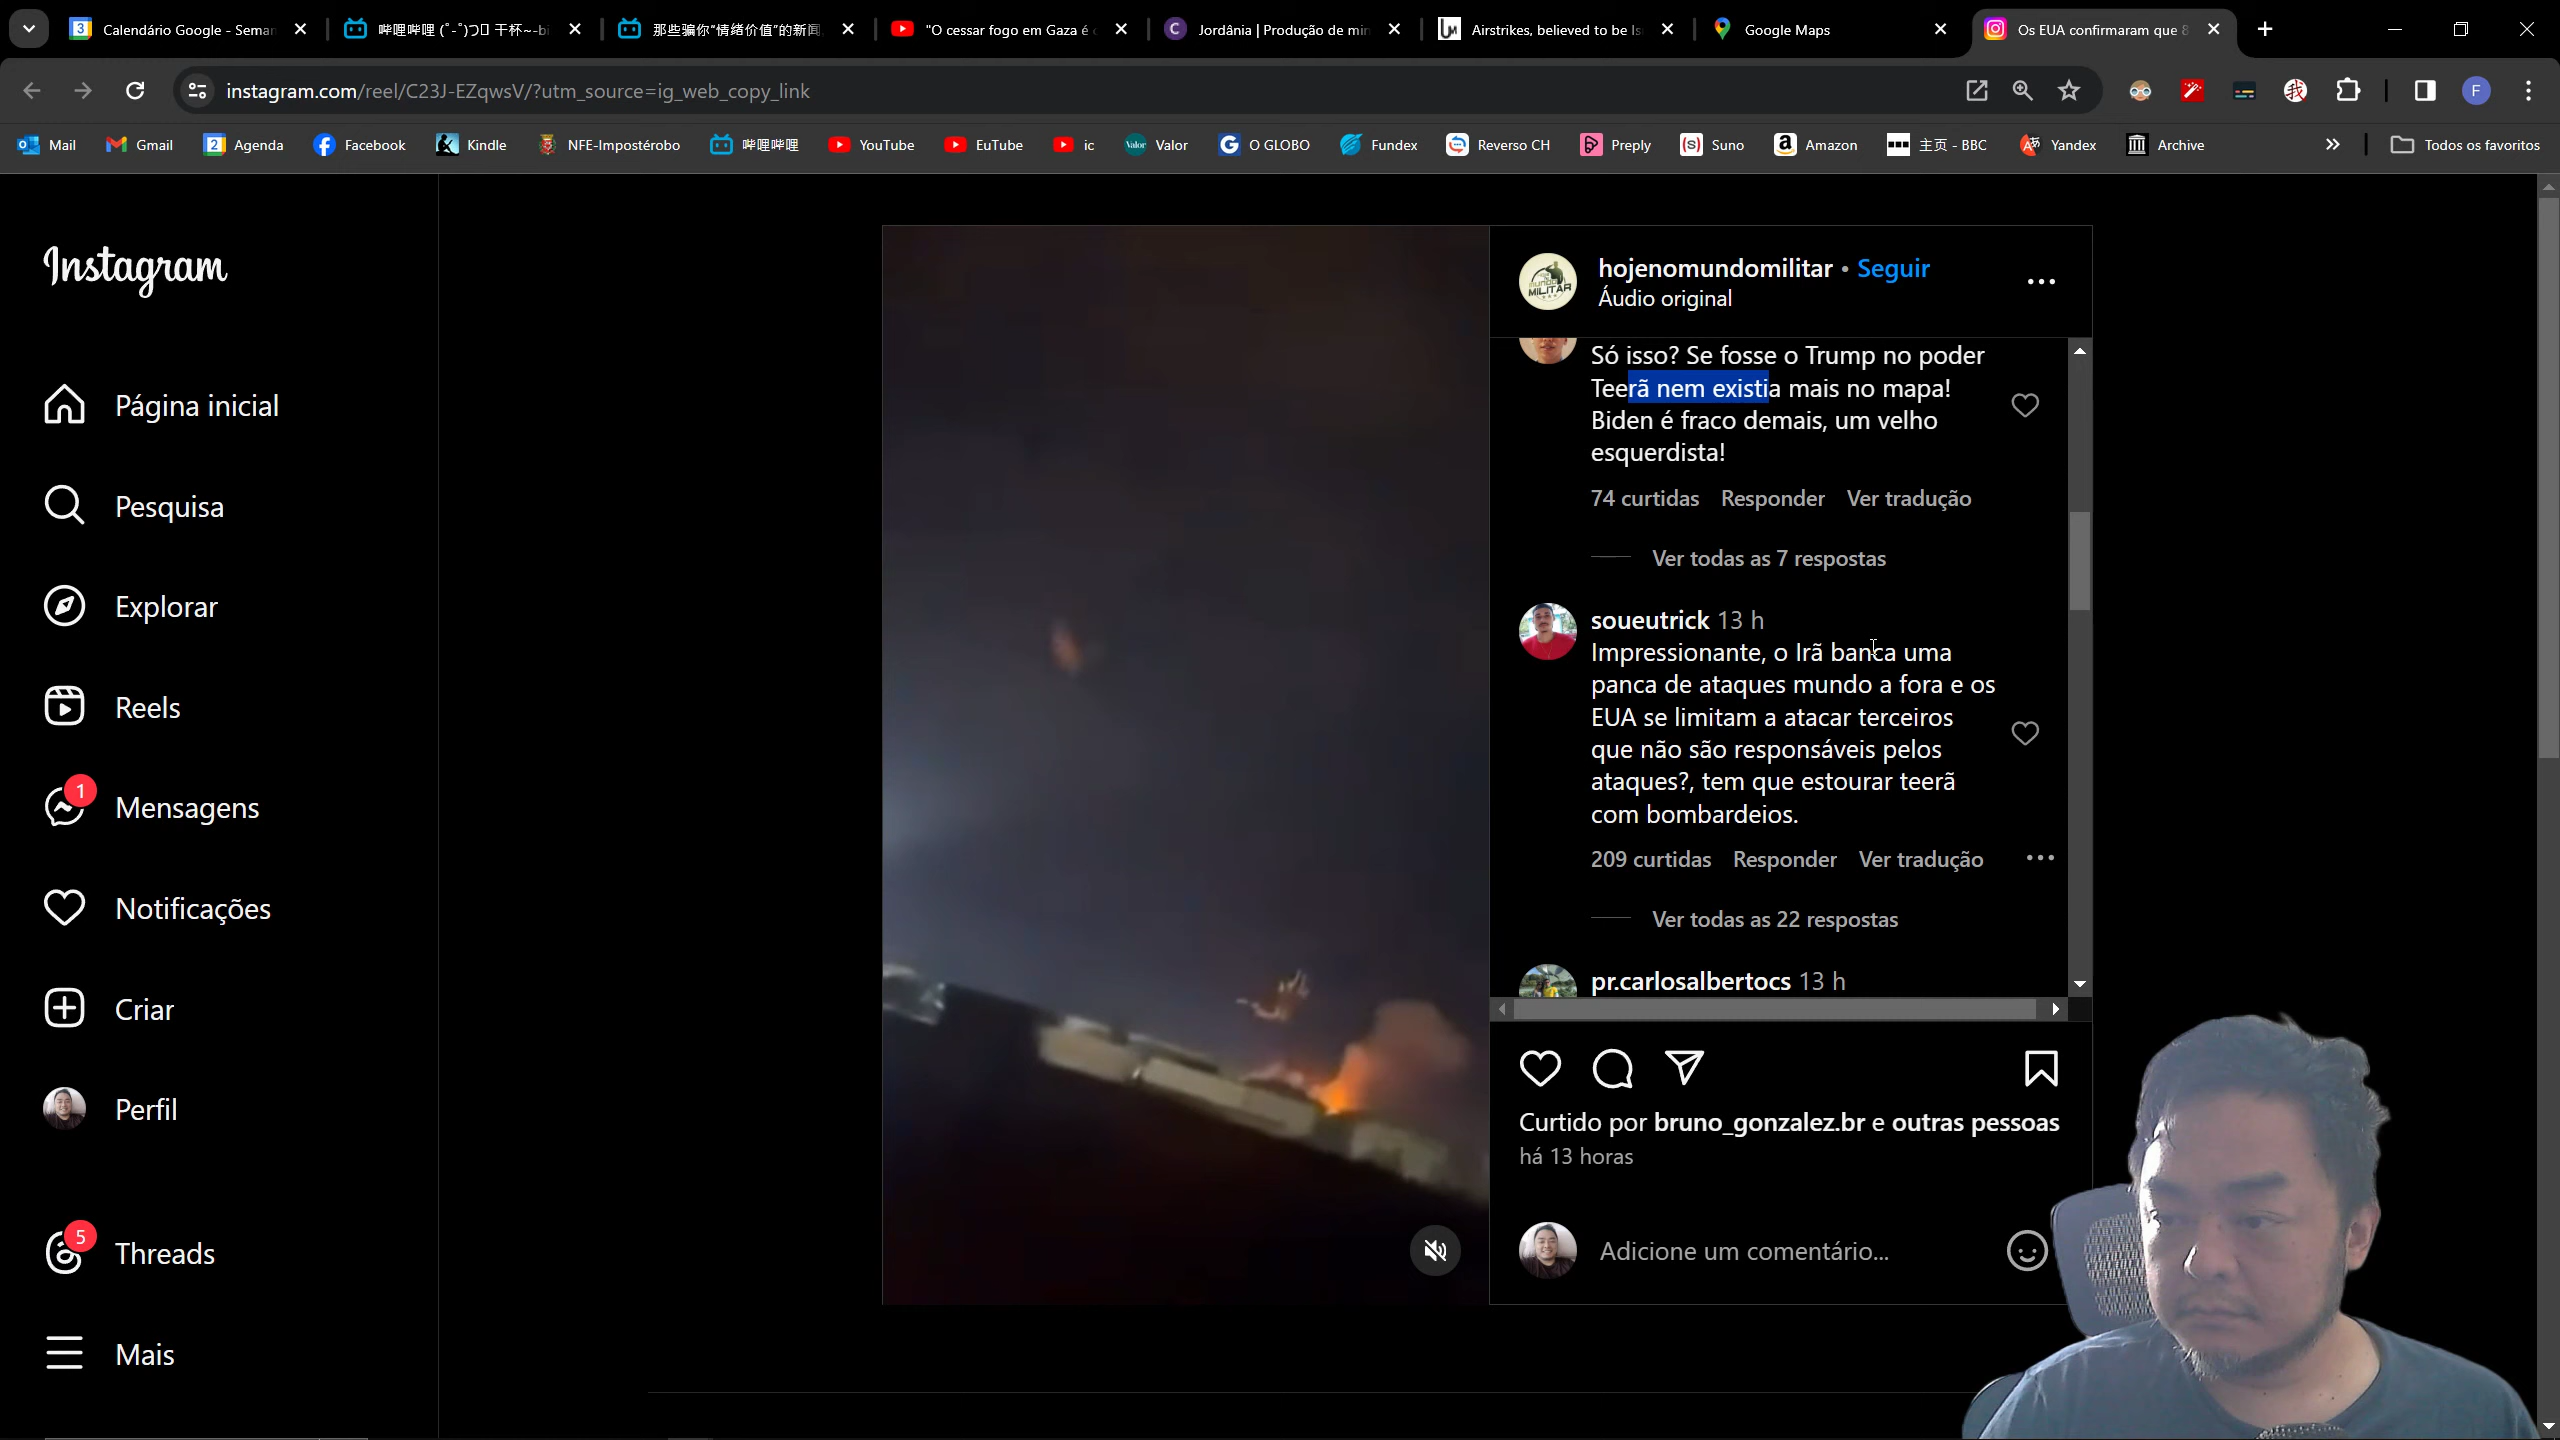 Calendário Google - Seman
哔哩哔哩 (゜-゜)つロ 干杯~-bi
那些骗你“情绪价值”的新闻
"O cessar fogo em Gaza é c
Jordânia | Produção de min
Airstrikes, believed to be Is
Google Maps
Os EUA confirmaram que 8
instagram.com/reel/C23J-EZqwsV/?utm_source=ig_web_copy_link
F
Mail
Gmail
Agenda
Facebook
Kindle
NFE-Impostérobo
哔哩哔哩
YouTube
EuTube
ic
Valor
O GLOBO
Fundex
Reverso CH
Preply
Suno
Amazon
主页 - BBC
Yandex
Archive
Todos os favoritos
Instagram
Página inicial
Pesquisa
Explorar
Reels
1
Mensagens
Notificações
Criar
Perfil
5
Threads
Mais
hojenomundomilitar • Seguir
Áudio original
Só isso? Se fosse o Trump no poder
Teerã nem existia mais no mapa!
Biden é fraco demais, um velho
esquerdista!
74 curtidas Responder Ver tradução
Ver todas as 7 respostas
soueutrick 13 h
Impressionante, o Irã banca uma
panca de ataques mundo a fora e os
EUA se limitam a atacar terceiros
que não são responsáveis pelos
ataques?, tem que estourar teerã
com bombardeios.
209 curtidas Responder Ver tradução
Ver todas as 22 respostas
pr.carlosalbertocs 13 h
Curtido por bruno_gonzalez.br e outras pessoas
há 13 horas
Adicione um comentário...